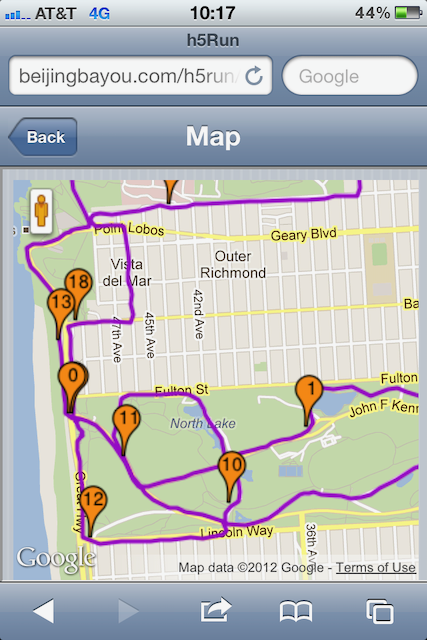 AT&T 4G 10:17 44%
h5Run
beijingbayou.com/h5run
Google
Back
Map
Point Lobos
Geary Blvd
Vista
del Mar
Outer
Richmond
18
13
42nd Ave
47th Ave
45th Ave
Ba
0
Fulton St
Fulton
1
John F Kenn
11
North Lake
10
12
Great Hwy
Lincoln Way
36th Ave
Google
Map data ©2012 Google - Terms of Use